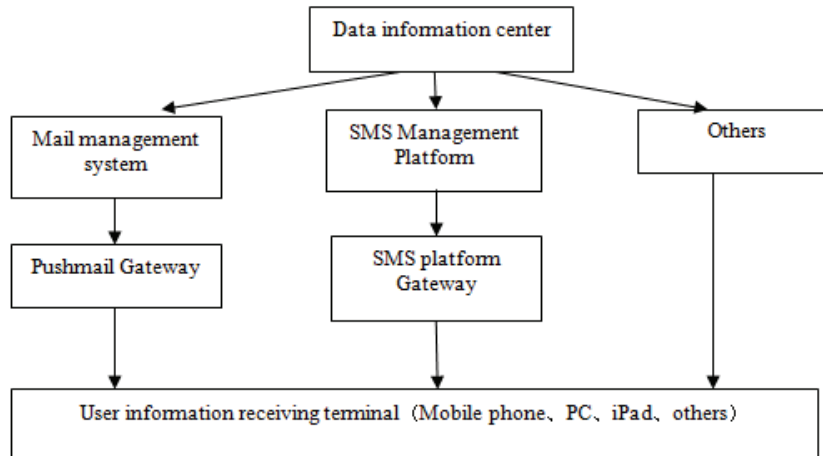 Data information center
Mail management
system
SMS Management
Platform
Others
Pushmail Gateway
SMS platform
Gateway
User information receiving terminal（Mobile phone、PC、iPad、others）